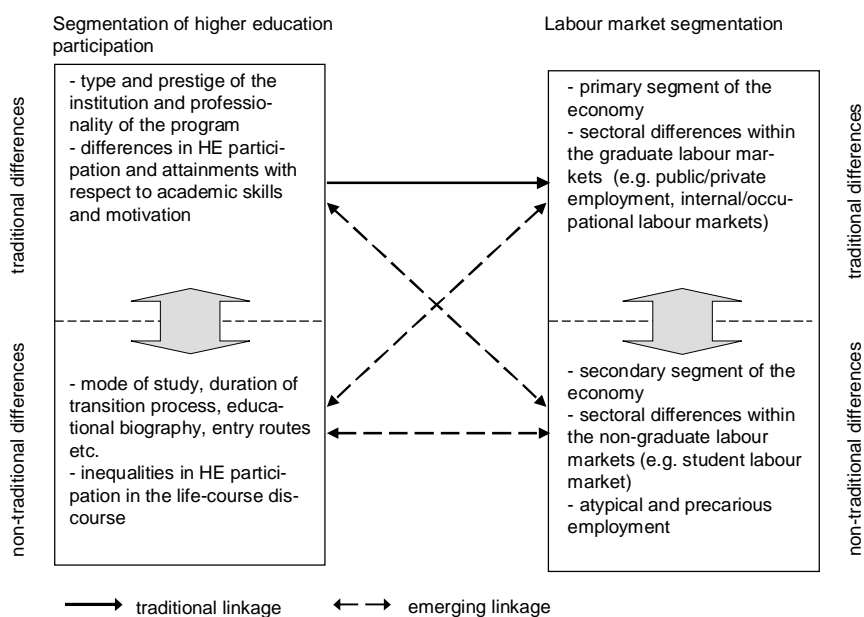 Segmentation of higher education
participation
Labour market segmentation
traditional differences
- type and prestige of the
institution and professio-
nality of the program
- differences in HE partici-
pation and attainments with
respect to academic skills
and motivation
- primary segment of the
economy
- sectoral differences within
the graduate labour mar-
kets (e.g. public/private
employment, internal/occu-
pational labour markets)
traditional differences
non-traditional differences
- mode of study, duration of
transition process, educa-
tional biography, entry routes
etc.
- inequalities in HE partici-
pation in the life-course dis-
course
- secondary segment of the
economy
- sectoral differences within
the non-graduate labour
markets (e.g. student labour
market)
- atypical and precarious
employment
non-traditional differences
traditional linkage
emerging linkage